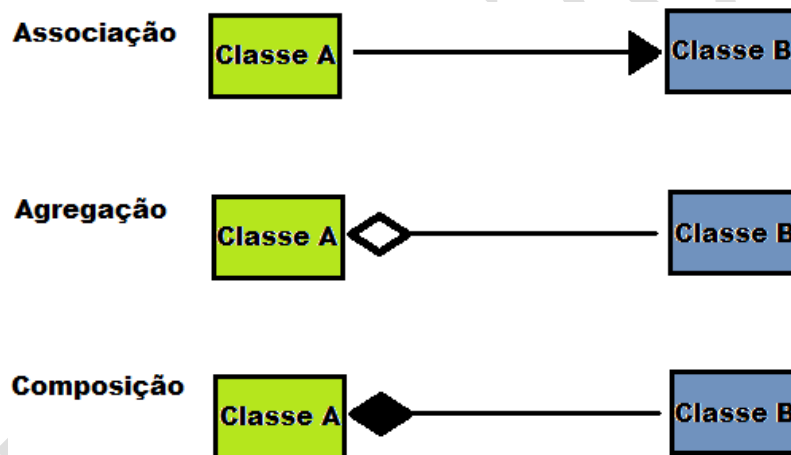 Associação
Classe A
Classe B
Agregação
Classe A
Classe B
Composição
Classe A
Classe B